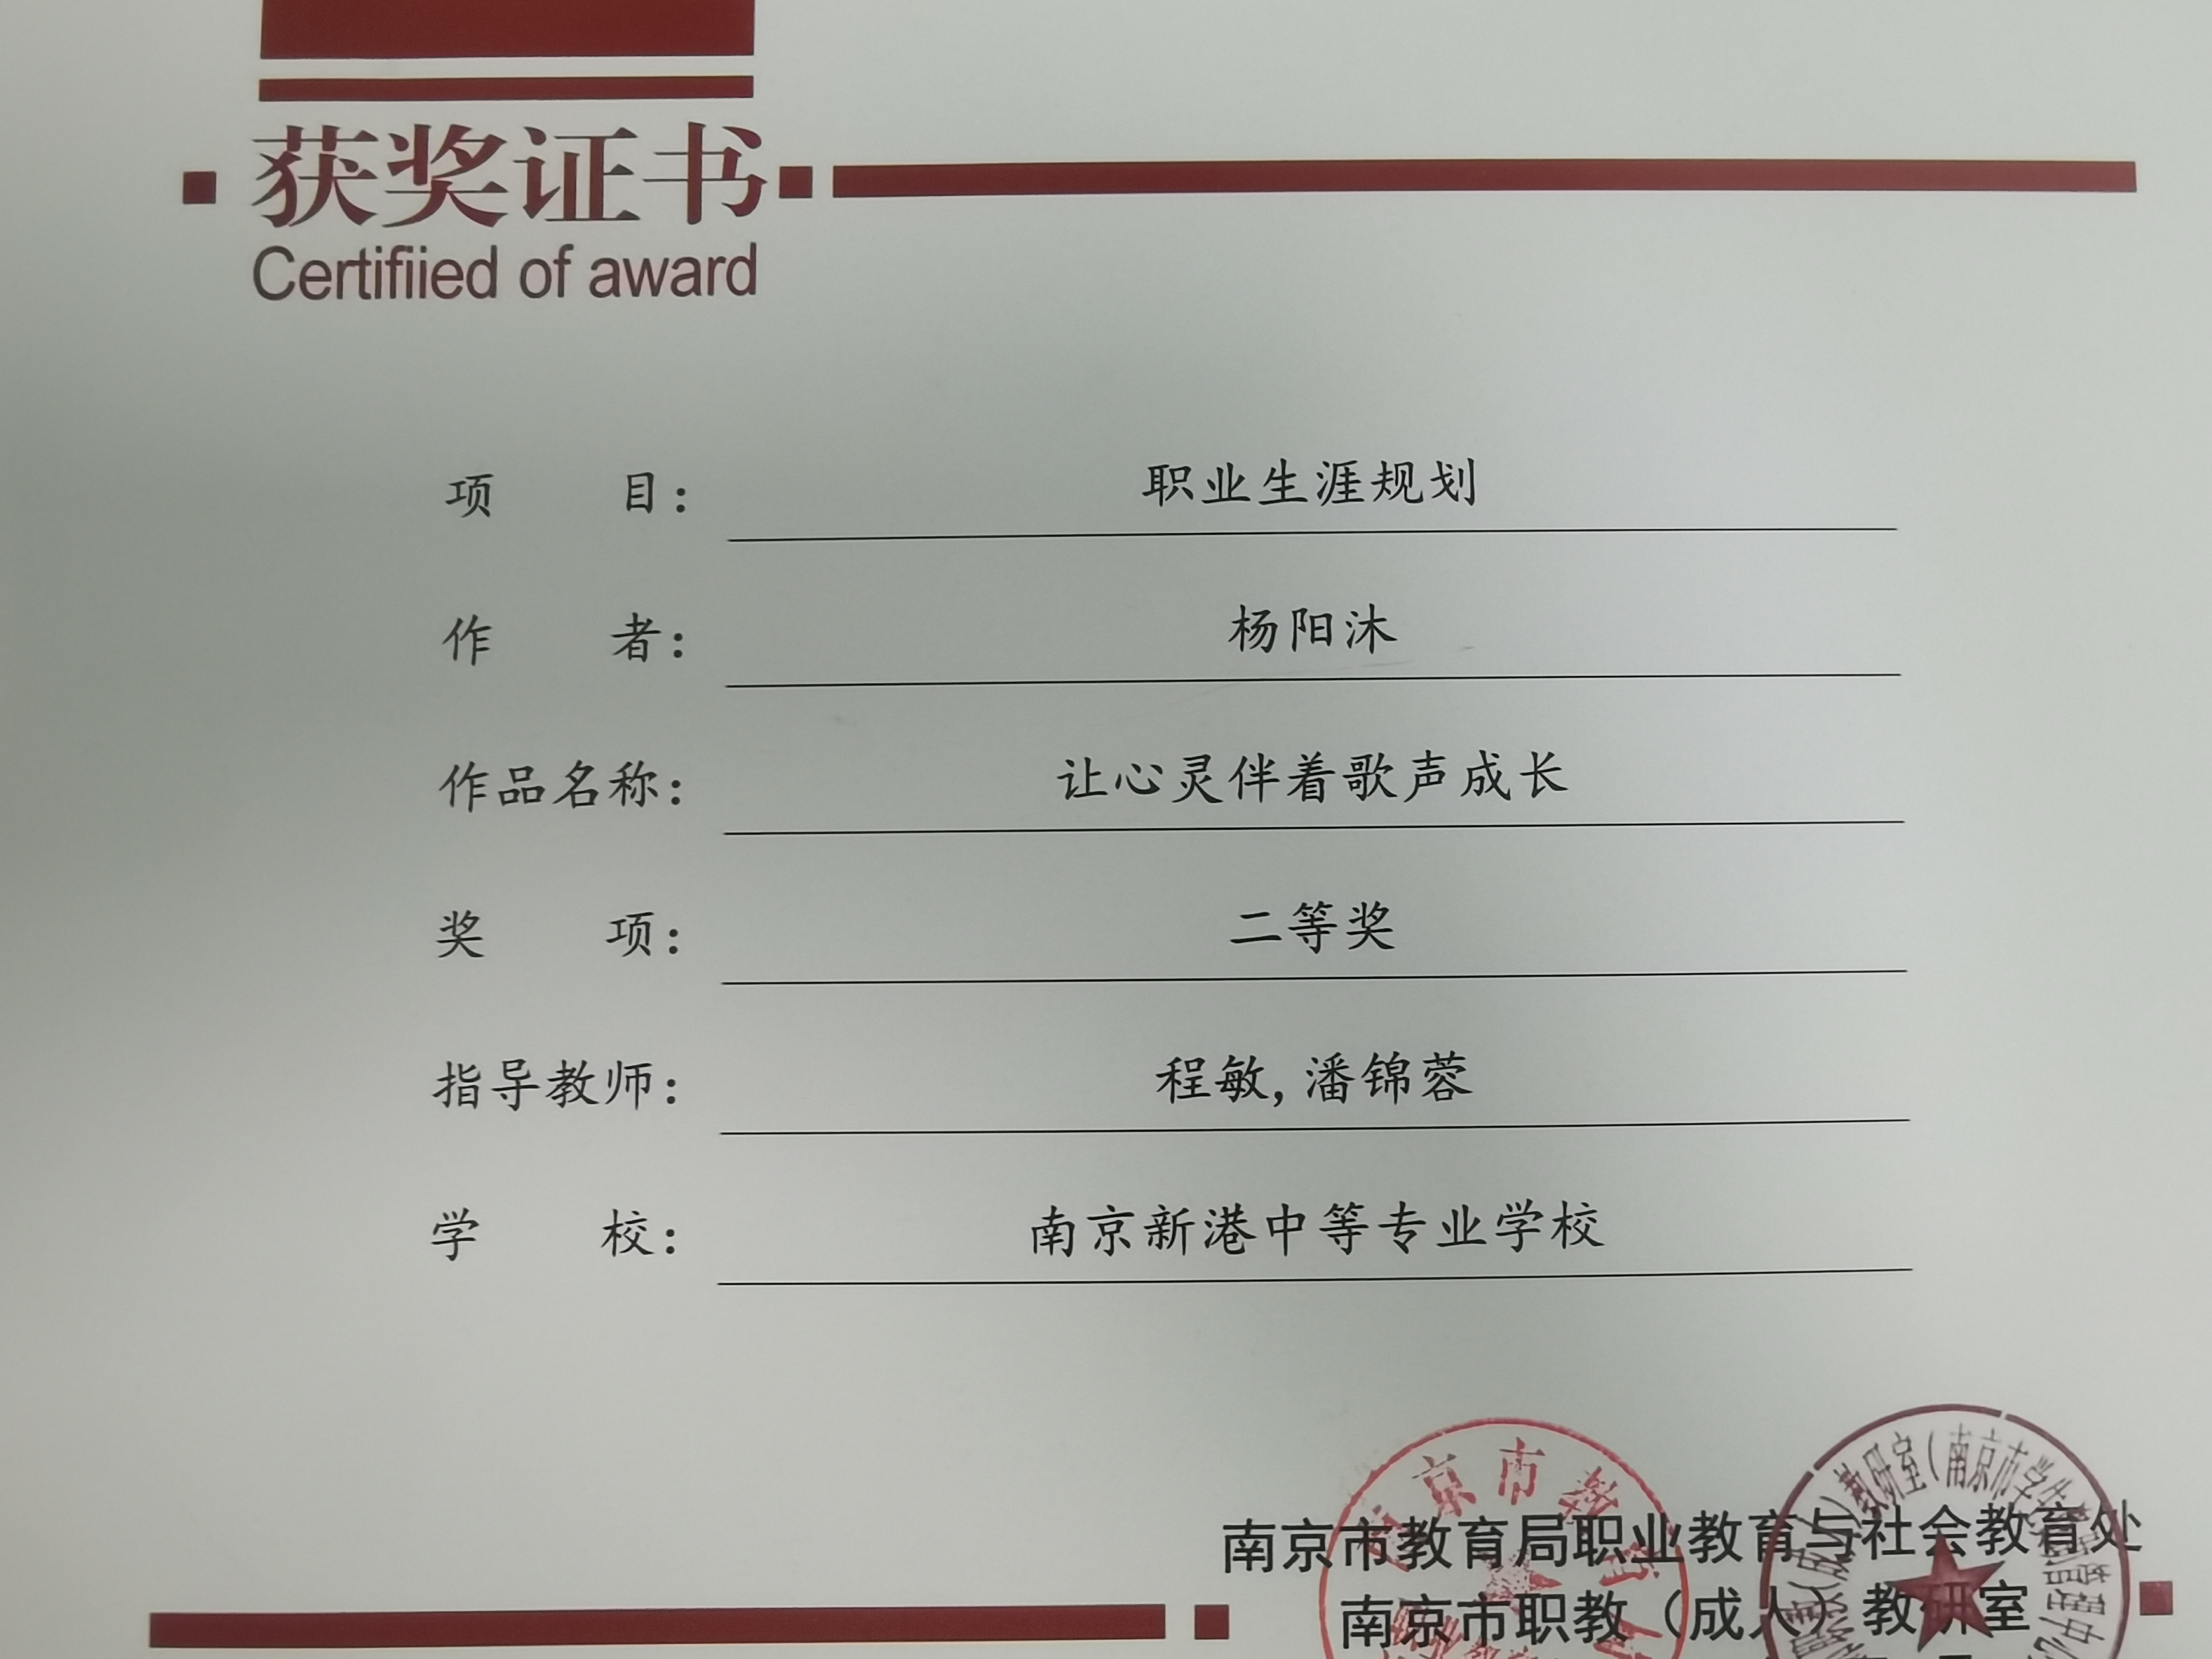 获奖证书
Certifiied of award
项目： 职业生涯规划
作者： 杨阳沐
作品名称： 让心灵伴着歌声成长
奖项： 二等奖
指导教师： 程敏,潘锦蓉
学校： 南京新港中等专业学校
南京市教育局职业教育与社会教育处
南京市职教（成人）教研室